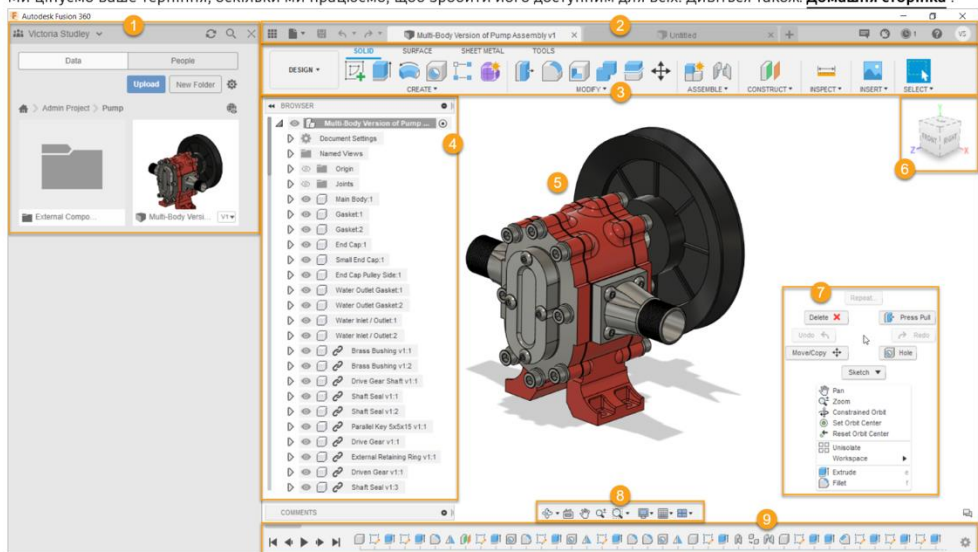 Ми цінуємо ваше терпіння, оскільки ми працюємо, щоб зробити його доступним для всіх. Дивіться також: домашня сторінка .
Autodesk Fusion 360
1
2
Victoria Studley
Multi-Body Version of Pump Assembly v1
Untitled
1
VS
Data
People
Upload
New Folder
Admin Project
Pump
External Compo...
Multi-Body Versi...
V1
SOLID
SURFACE
SHEET METAL
TOOLS
DESIGN
CREATE
MODIFY
ASSEMBLE
CONSTRUCT
INSPECT
INSERT
SELECT
3
BROWSER
4
Multi-Body Version of Pump ...
Document Settings
Named Views
Origin
Joints
Main Body:1
Gasket:1
Gasket:2
End Cap:1
Small End Cap:1
End Cap Pulley Side:1
Water Outlet Gasket:1
Water Outlet Gasket:2
Water Inlet / Outlet:1
Water Inlet / Outlet:2
Brass Bushing v1:1
Brass Bushing v1:2
Drive Gear Shaft v1:1
Shaft Seal v1:1
Shaft Seal v1:2
Parallel Key 5x5x15 v1:1
Drive Gear v1:1
External Retaining Ring v1:1
Driven Gear v1:1
Shaft Seal v1:3
COMMENTS
5
FRONT
RIGHT
Z
X
6
7
Repeat...
Delete
Press Pull
Undo
Redo
Move/Copy
Hole
Sketch
Pan
Zoom
Constrained Orbit
Set Orbit Center
Reset Orbit Center
Unisolate
Workspace
Extrude
e
Fillet
f
8
9